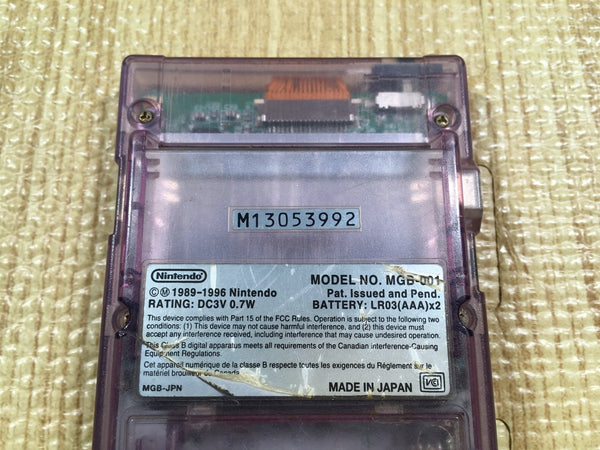 M13053992
Nintendo
©Ⓜ 1989-1996 Nintendo
RATING: DC3V 0.7W
MODEL NO. MGB-001
Pat. Issued and Pend.
BATTERY: LR03(AAA)x2
This device complies with Part 15 of the FCC Rules. Operation is subject to the following two
conditions: (1) This device may not cause harmful interference, and (2) this device must
accept any interference received, including interference that may cause undesired operation.
This Class B digital apparatus meets all requirements of the Canadian Interference-Causing
Equipment Regulations.
Cet appareil numérique de la classe B respecte toutes les exigences du Règlement sur le
matériel brouilleur du Canada.
MGB-JPN
MADE IN JAPAN
VCI